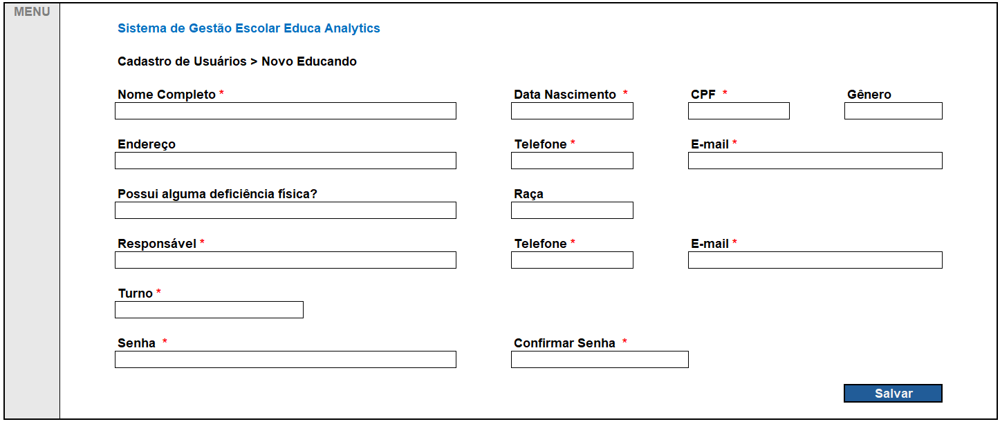 MENU
Sistema de Gestão Escolar Educa Analytics
Cadastro de Usuários > Novo Educando
Nome Completo * Data Nascimento * CPF * Gênero
Endereço Telefone * E-mail *
Possui alguma deficiência física? Raça
Responsável * Telefone * E-mail *
Turno *
Senha * Confirmar Senha *
Salvar